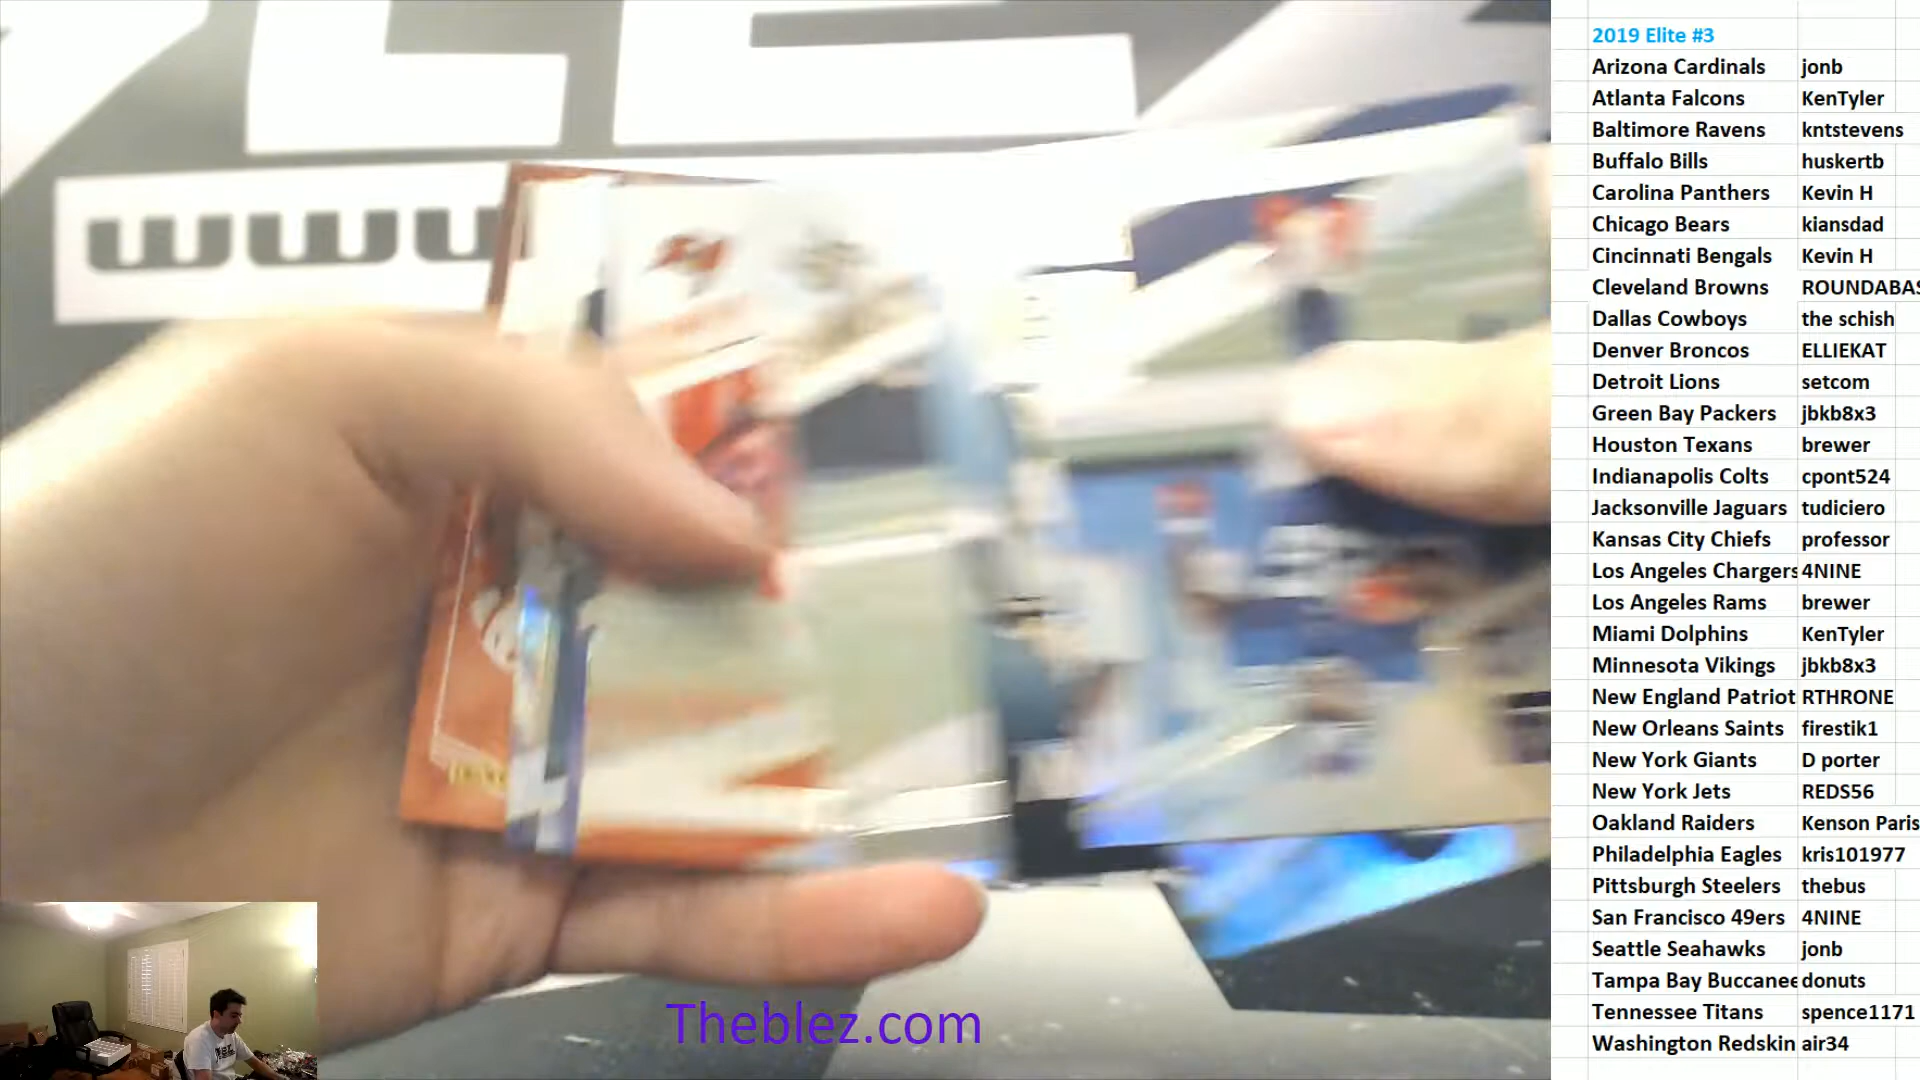 www
2019 Elite #3
Arizona Cardinals jonb
Atlanta Falcons KenTyler
Baltimore Ravens kntstevens
Buffalo Bills huskertb
Carolina Panthers Kevin H
Chicago Bears kiansdad
Cincinnati Bengals Kevin H
Cleveland Browns ROUNDABAS
Dallas Cowboys the schish
Denver Broncos ELLIEKAT
Detroit Lions setcom
Green Bay Packers jbkb8x3
Houston Texans brewer
Indianapolis Colts cpont524
Jacksonville Jaguars tudiciero
Kansas City Chiefs professor
Los Angeles Chargers 4NINE
Los Angeles Rams brewer
Miami Dolphins KenTyler
Minnesota Vikings jbkb8x3
New England Patriot RTHRONE
New Orleans Saints firestik1
New York Giants D porter
New York Jets REDS56
Oakland Raiders Kenson Paris
Philadelphia Eagles kris101977
Pittsburgh Steelers thebus
San Francisco 49ers 4NINE
Seattle Seahawks jonb
Tampa Bay Buccanee donuts
Tennessee Titans spence1171
Washington Redskin air34
Theblez.com